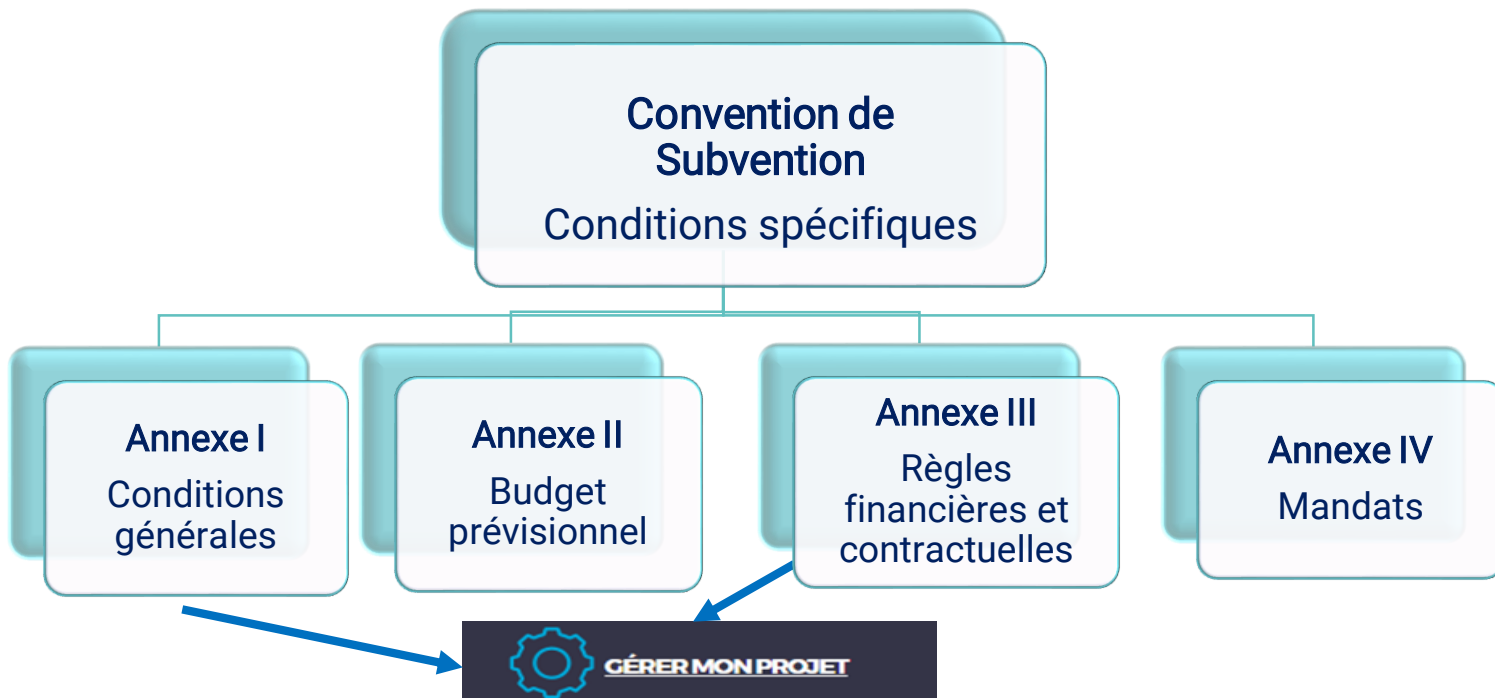 Convention de
Subvention
Conditions spécifiques
Annexe I
Conditions
générales
Annexe II
Budget
prévisionnel
Annexe III
Règles
financières et
contractuelles
Annexe IV
Mandats
GÉRER MON PROJET